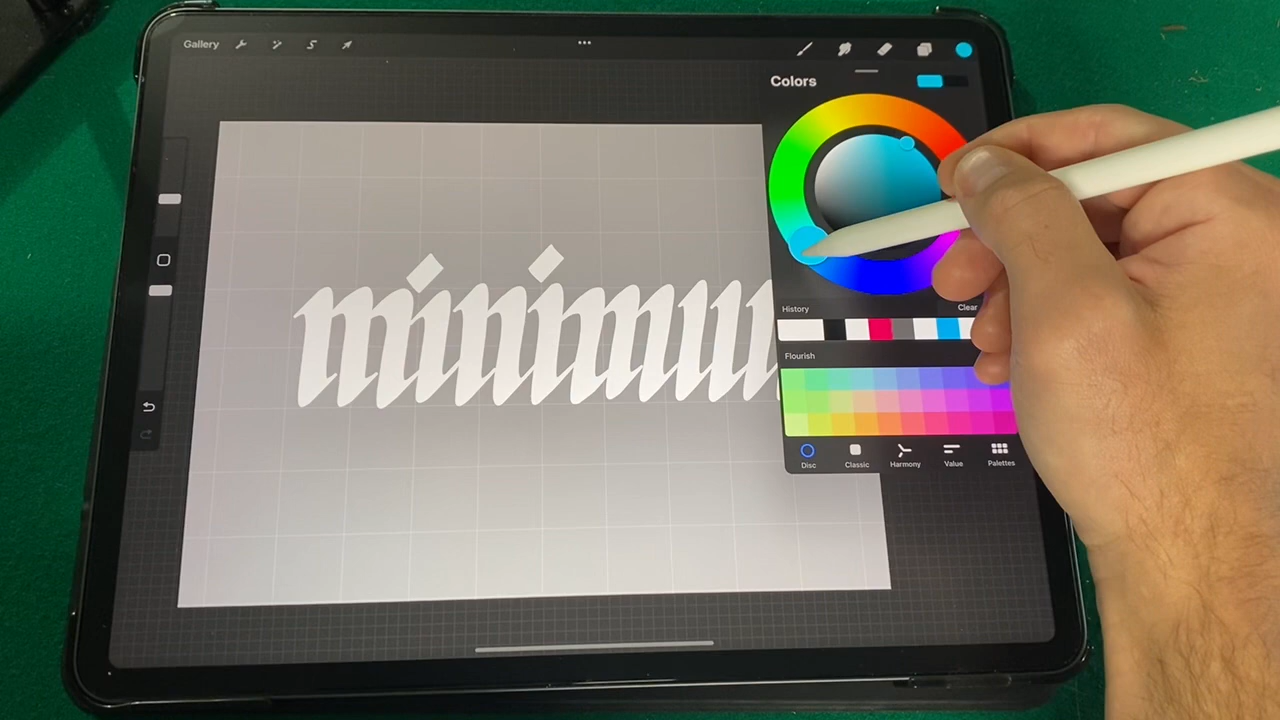 Gallery
Colors
minimu
History
Clear
Flourish
Disc
Classic
Harmony
Value
Palettes